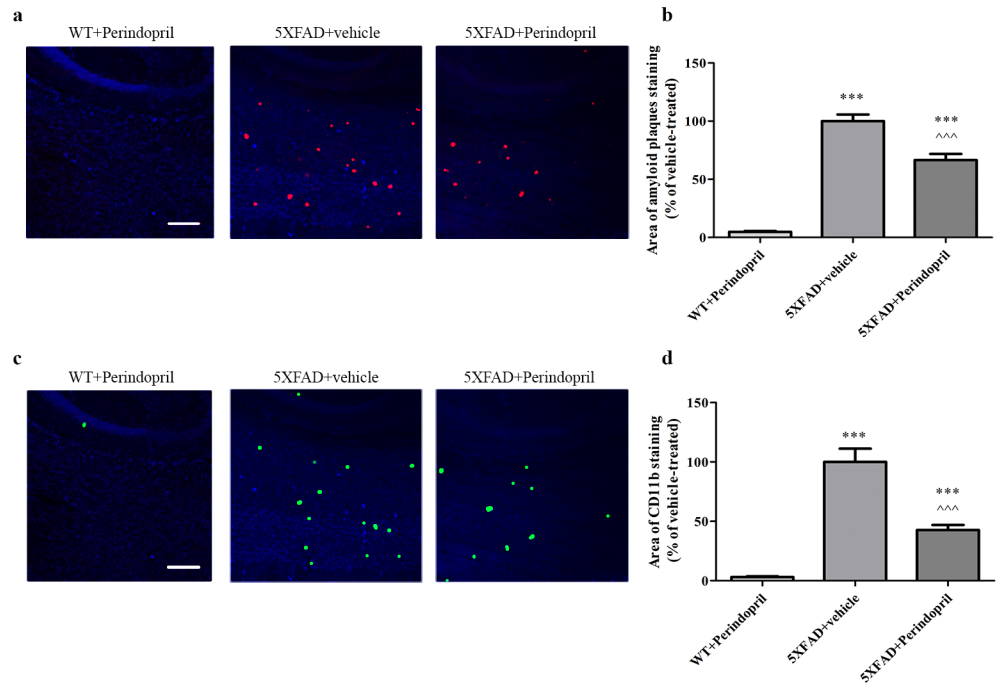 a
WT+Perindopril
5XFAD+vehicle
5XFAD+Perindopril
b
Area of amyloid plaques staining
(% of vehicle-treated)
150
100
50
0
***
***
^^^
WT+Perindopril
5XFAD+vehicle
5XFAD+Perindopril
c
WT+Perindopril
5XFAD+vehicle
5XFAD+Perindopril
d
Area of CD11b staining
(% of vehicle-treated)
150
100
50
0
***
***
^^^
WT+Perindopril
5XFAD+vehicle
5XFAD+Perindopril